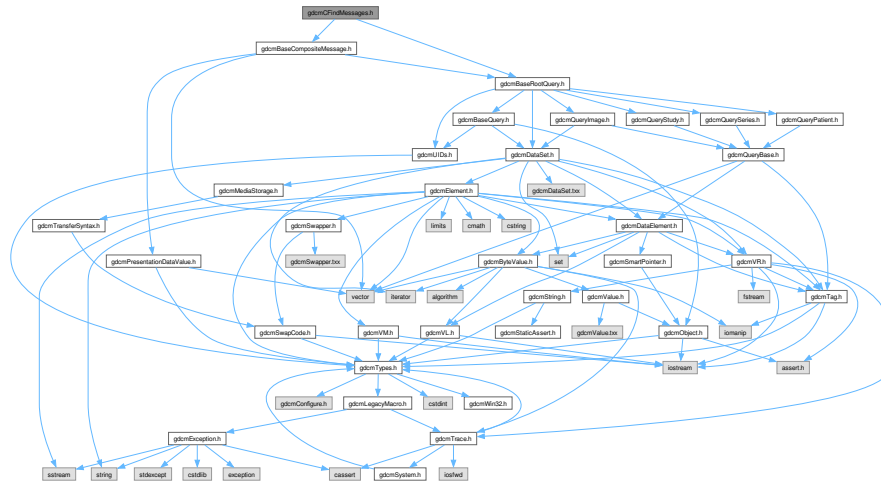 gdcmCFindMessages.h
gdcmBaseCompositeMessage.h
gdcmBaseRootQuery.h
gdcmBaseQuery.h
gdcmQueryImage.h
gdcmQueryStudy.h
gdcmQuerySeries.h
gdcmQueryPatient.h
gdcmUIDs.h
gdcmDataSet.h
gdcmQueryBase.h
gdcmMediaStorage.h
gdcmElement.h
gdcmDataSet.txx
gdcmTransferSyntax.h
gdcmSwapper.h
limits
cmath
cstring
gdcmDataElement.h
gdcmPresentationDataValue.h
gdcmSwapper.txx
gdcmByteValue.h
set
gdcmSmartPointer.h
gdcmVR.h
vector
iterator
algorithm
gdcmString.h
gdcmValue.h
fstream
gdcmTag.h
gdcmSwapCode.h
gdcmVM.h
gdcmVL.h
gdcmStaticAssert.h
gdcmValue.txx
gdcmObject.h
iomanip
gdcmTypes.h
iostream
assert.h
gdcmConfigure.h
gdcmLegacyMacro.h
cstdint
gdcmWin32.h
gdcmException.h
gdcmTrace.h
sstream
string
stdexcept
cstdlib
exception
cassert
gdcmSystem.h
iosfwd